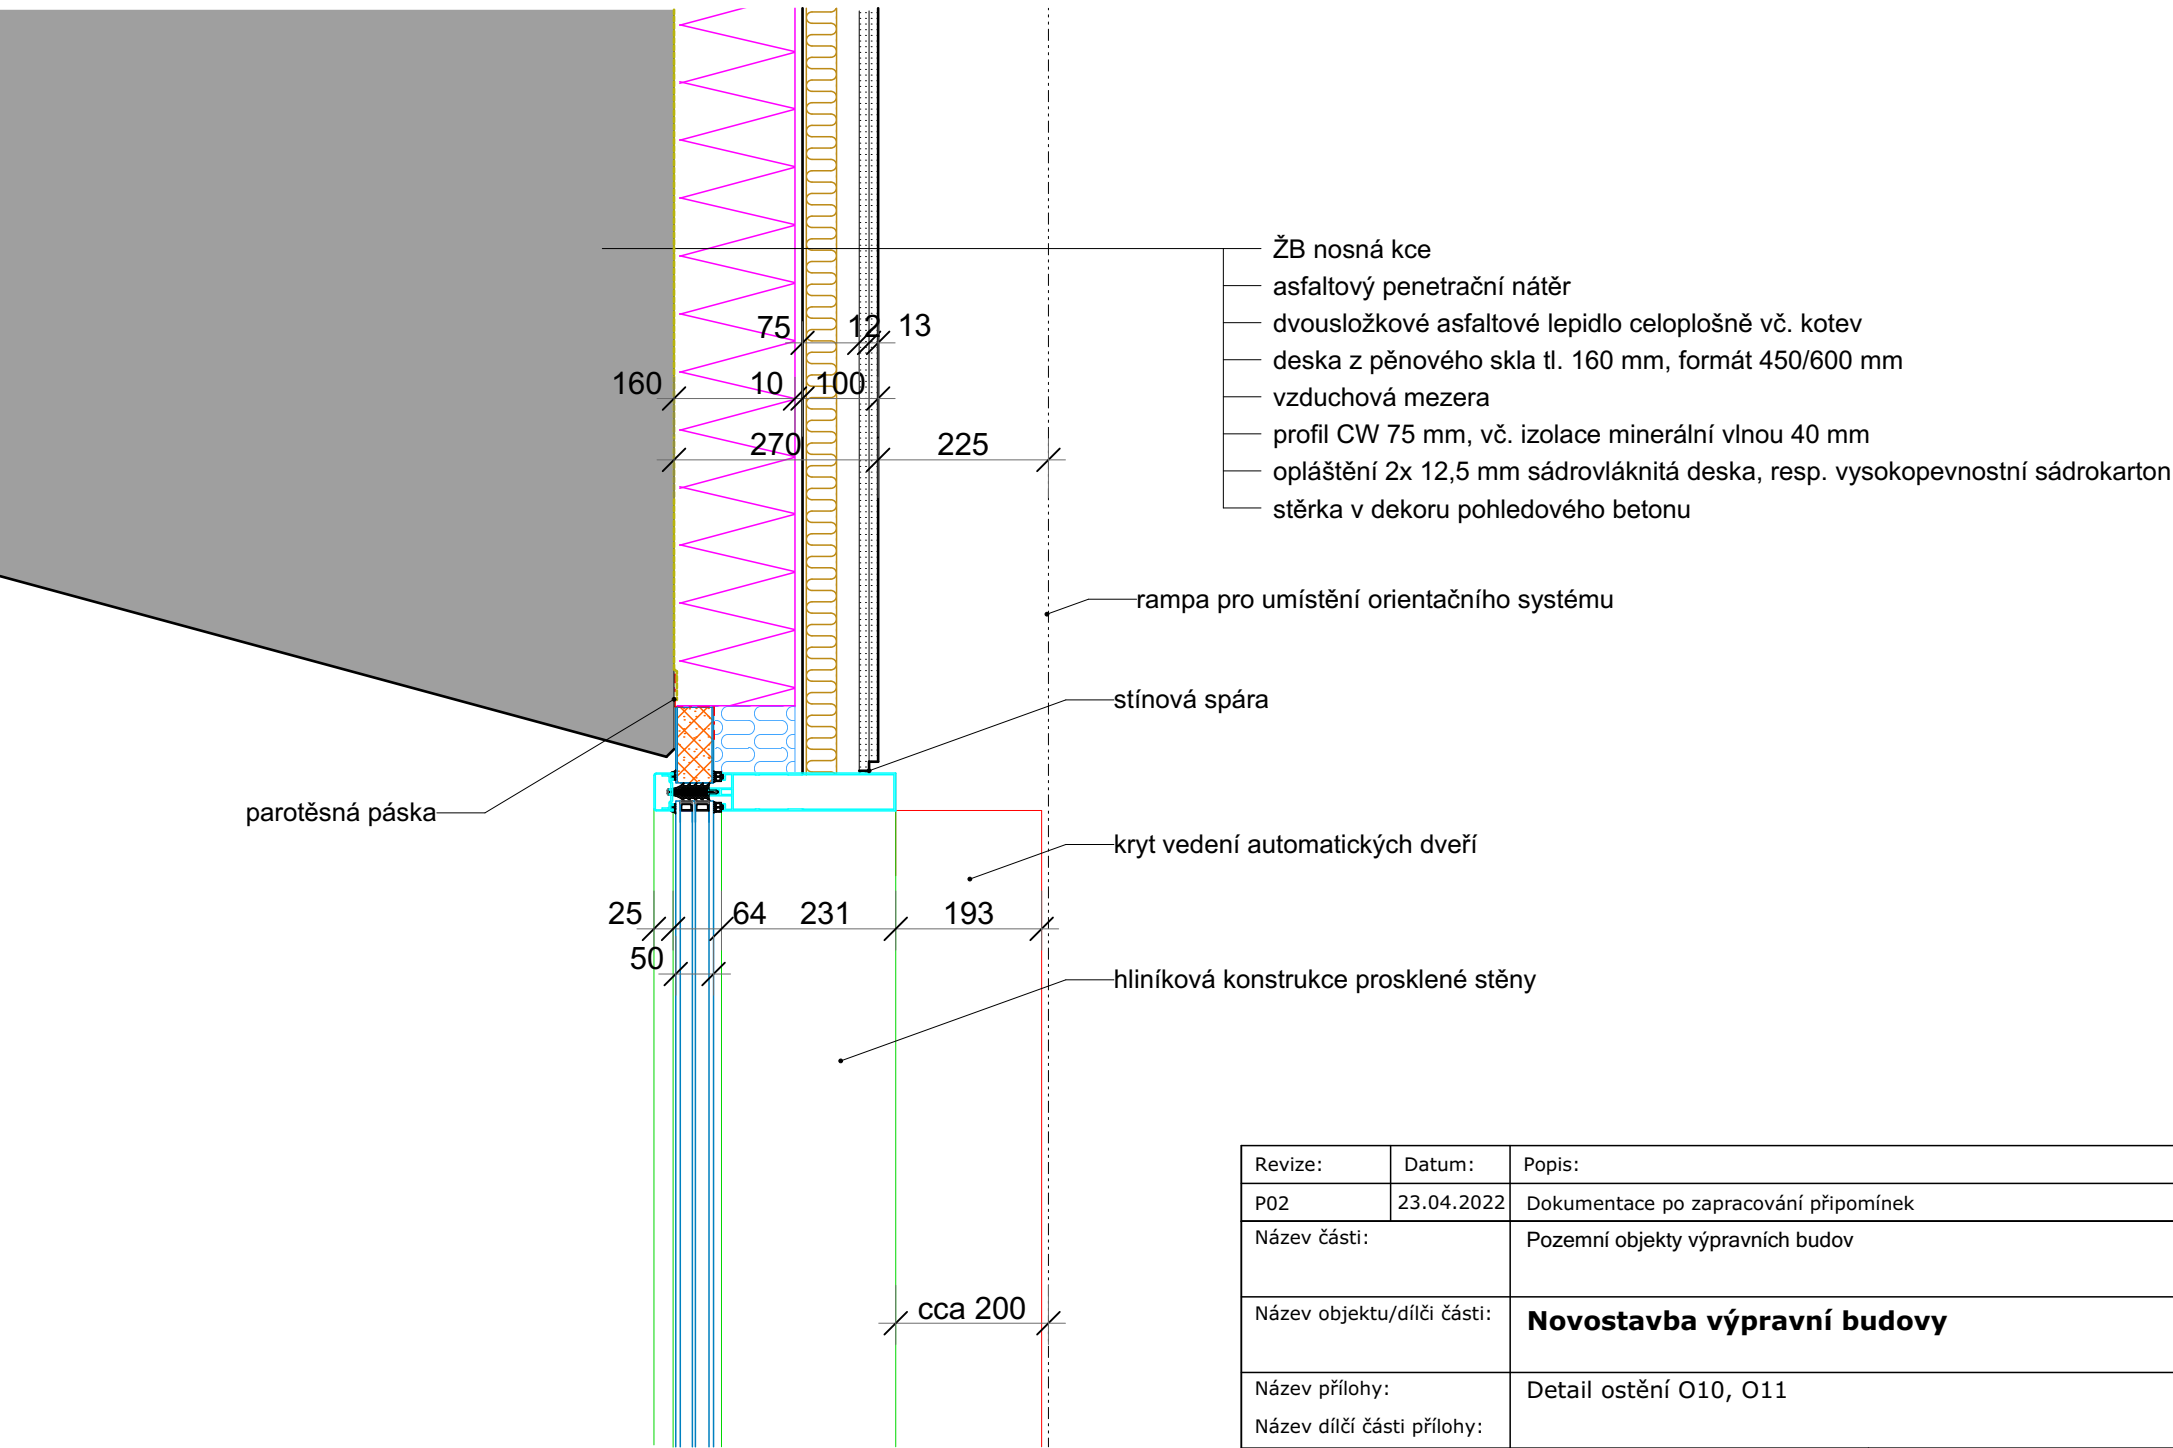 ŽB nosná kce
asfaltový penetrační nátěr
dvousložkové asfaltové lepidlo celoplošně vč. kotev
deska z pěnového skla tl. 160 mm, formát 450/600 mm
vzduchová mezera
profil CW 75 mm, vč. izolace minerální vlnou 40 mm
opláštění 2x 12,5 mm sádrovláknitá deska, resp. vysokopevnostní sádrokarton
stěrka v dekoru pohledového betonu
75 12 13
160 10 100
270 225
rampa pro umístění orientačního systému
stínová spára
parotěsná páska
kryt vedení automatických dveří
25 64 231 193
50
hliníková konstrukce prosklené stěny
cca 200
Revize: Datum: Popis:
P02 23.04.2022 Dokumentace po zapracování připomínek
Název části: Pozemní objekty výpravních budov
Název objektu/dílči části: Novostavba výpravní budovy
Název přílohy: Detail ostění O10, O11
Název dílčí části přílohy: